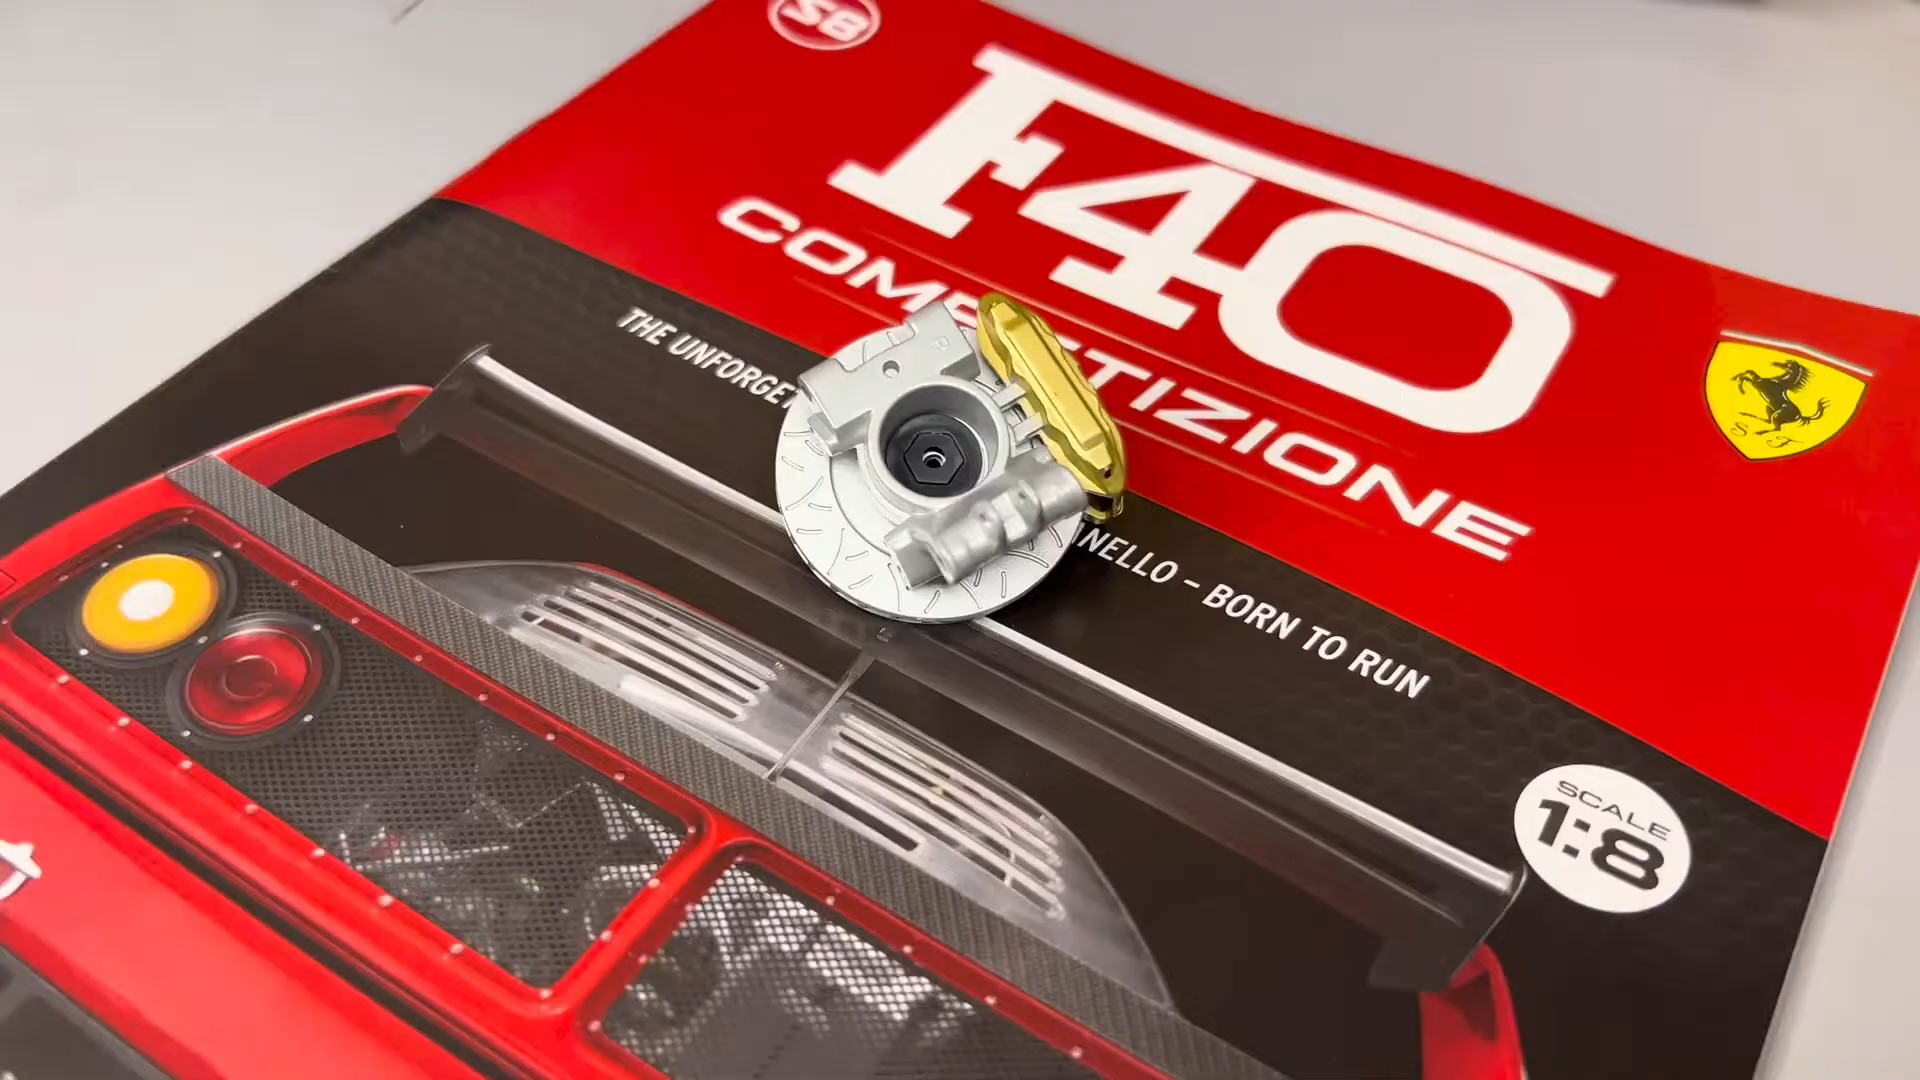 58
F40
COMPETIZIONE
THE UNFORGET
NELLO - BORN TO RUN
S F
SCALE
1:8
R